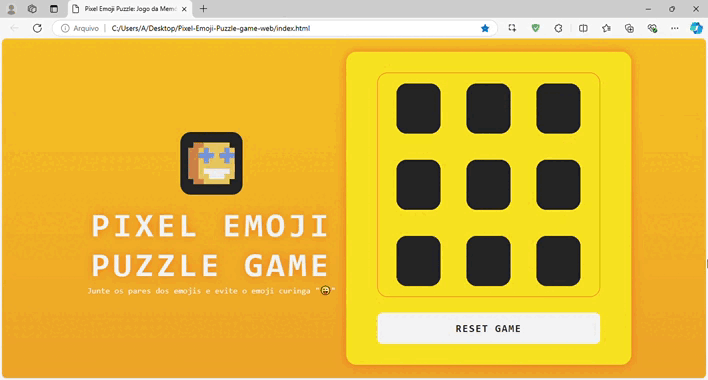 Pixel Emoji Puzzle: Jogo da Memó
Arquivo
C:/Users/A/Desktop/Pixel-Emoji-Puzzle-game-web/index.html
PIXEL EMOJI
PUZZLE GAME
Junte os pares dos emojis e evite o emoji curinga "😀"
RESET GAME